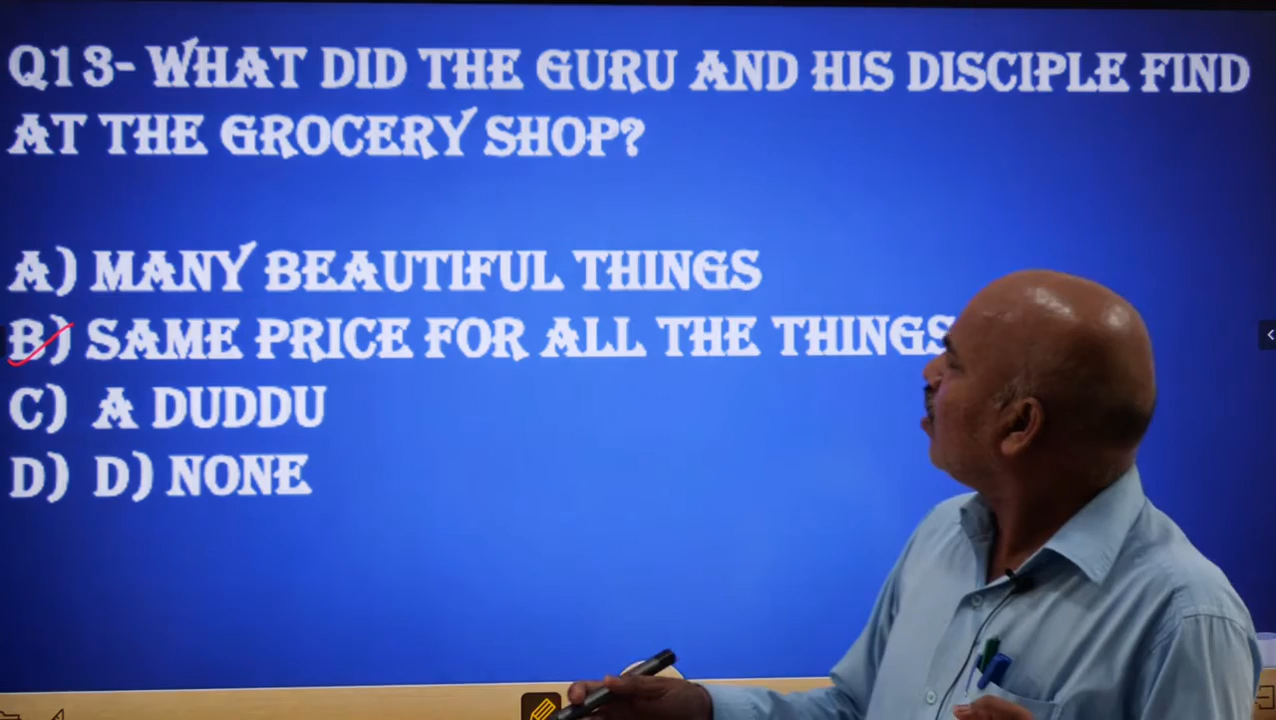 Q13- WHAT DID THE GURU AND HIS DISCIPLE FIND
AT THE GROCERY SHOP?
A) MANY BEAUTIFUL THINGS
B) SAME PRICE FOR ALL THE THINGS
C) A DUDDU
D) D) NONE